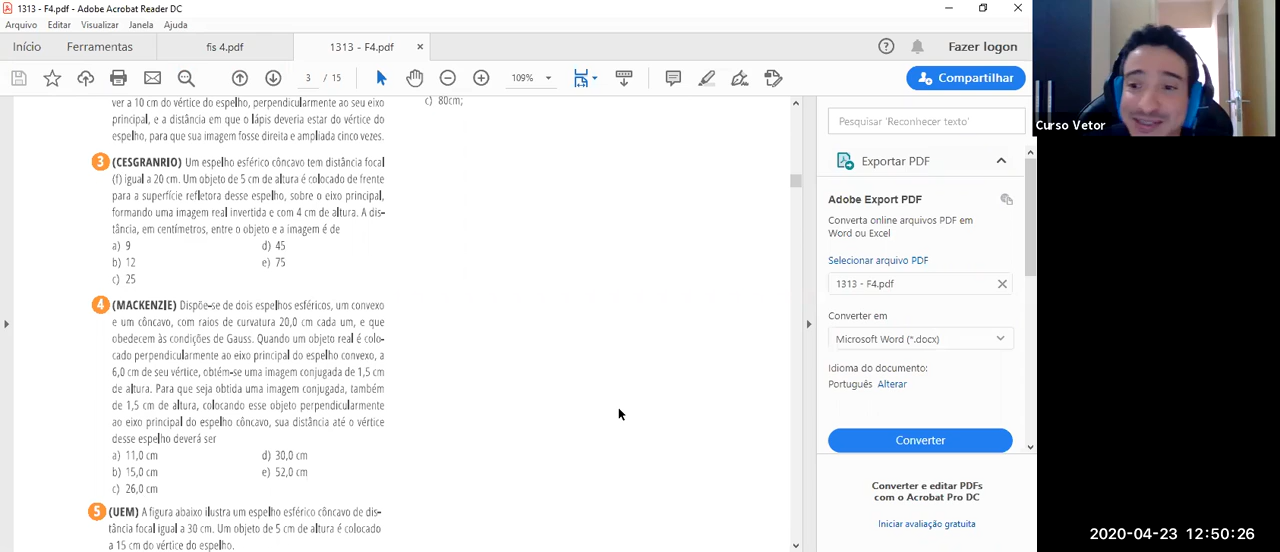 1313 - F4.pdf - Adobe Acrobat Reader DC
Arquivo Editar Visualizar Janela Ajuda
Início Ferramentas fis 4.pdf 1313 - F4.pdf × Fazer logon
3 / 15 109% Compartilhar
ver a 10 cm do vértice do espelho, perpendicularmente ao seu eixo
principal, e a distância em que o lápis deveria estar do vértice do
espelho, para que sua imagem fosse direita e ampliada cinco vezes.
c) 80cm;
3 (CESGRANRIO) Um espelho esférico côncavo tem distância focal
(f) igual a 20 cm. Um objeto de 5 cm de altura é colocado de frente
para a superfície refletora desse espelho, sobre o eixo principal,
formando uma imagem real invertida e com 4 cm de altura. A dis-
tância, em centímetros, entre o objeto e a imagem é de
a) 9 d) 45
b) 12 e) 75
c) 25
4 (MACKENZIE) Dispõe-se de dois espelhos esféricos, um convexo
e um côncavo, com raios de curvatura 20,0 cm cada um, e que
obedecem às condições de Gauss. Quando um objeto real é colo-
cado perpendicularmente ao eixo principal do espelho convexo, a
6,0 cm de seu vértice, obtém-se uma imagem conjugada de 1,5 cm
de altura. Para que seja obtida uma imagem conjugada, também
de 1,5 cm de altura, colocando esse objeto perpendicularmente
ao eixo principal do espelho côncavo, sua distância até o vértice
desse espelho deverá ser
a) 11,0 cm d) 30,0 cm
b) 15,0 cm e) 52,0 cm
c) 26,0 cm
5 (UEM) A figura abaixo ilustra um espelho esférico côncavo de dis-
tância focal igual a 30 cm. Um objeto de 5 cm de altura é colocado
a 15 cm do vértice do espelho.
Pesquisar 'Reconhecer texto'
Exportar PDF
Adobe Export PDF
Converta online arquivos PDF em
Word ou Excel
Selecionar arquivo PDF
1313 - F4.pdf
Converter em
Microsoft Word (*.docx)
Idioma do documento:
Português Alterar
Converter
Converter e editar PDFs
com o Acrobat Pro DC
Iniciar avaliação gratuita
Curso Vetor
2020-04-23 12:50:26